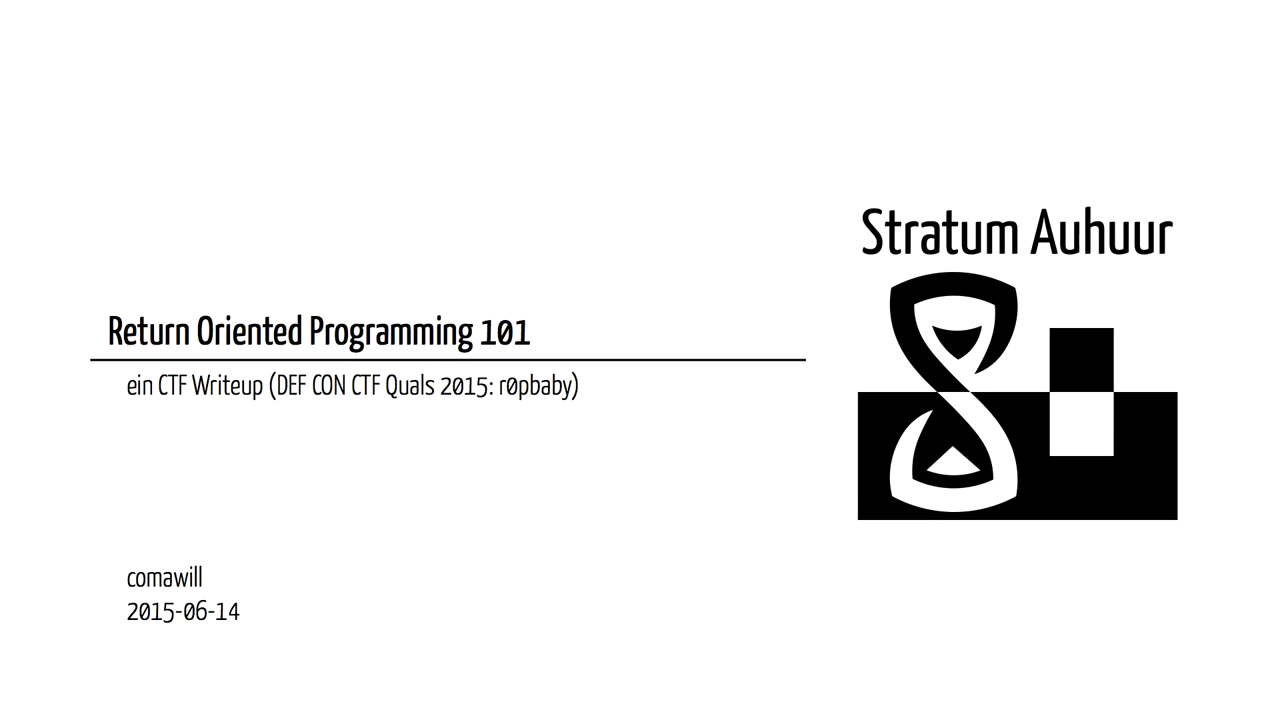 Stratum Auhuur
Return Oriented Programming 101
ein CTF Writeup (DEF CON CTF Quals 2015: r0pbaby)
comawill
2015-06-14